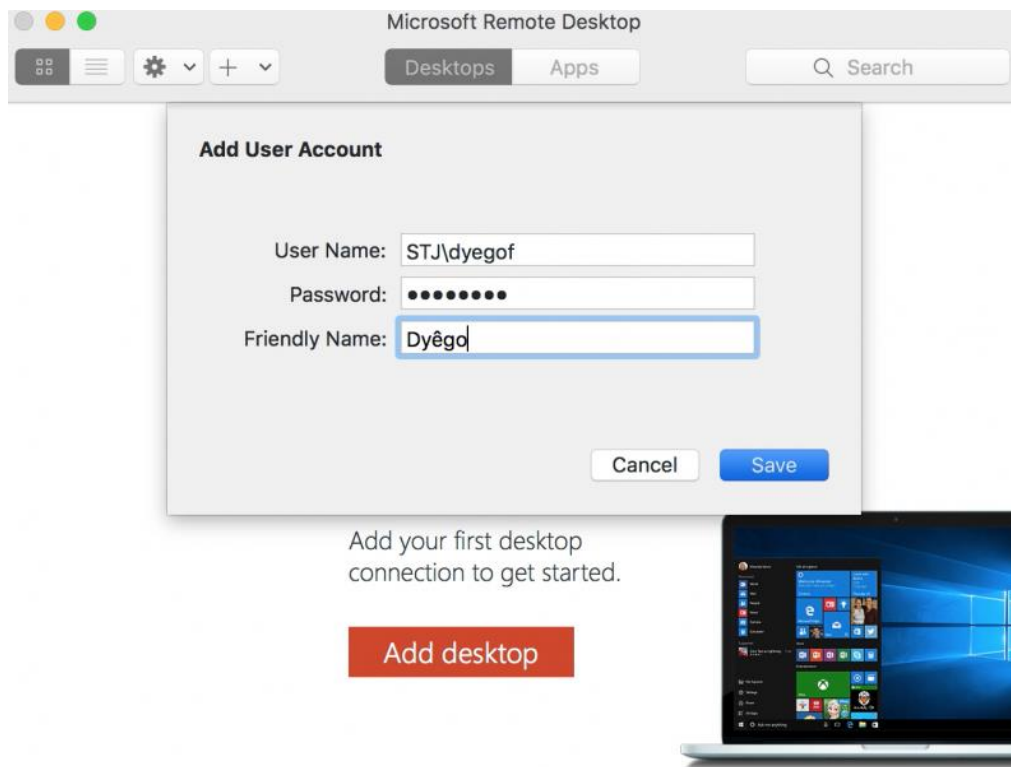 Microsoft Remote Desktop
Desktops Apps Search
Add User Account
User Name: STJ\dyegof
Password: ●●●●●●●●
Friendly Name: Dyêgo
Cancel Save
Add your first desktop
connection to get started.
Add desktop